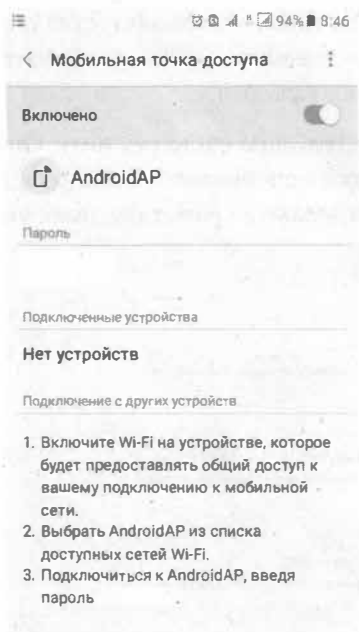 94% 8:46
Мобильная точка доступа
Включено
AndroidAP
Пароль
Подключенные устройства
Нет устройств
Подключение с других устройств
1. Включите Wi-Fi на устройстве, которое
будет предоставлять общий доступ к
вашему подключению к мобильной
сети.
2. Выбрать AndroidAP из списка
доступных сетей Wi-Fi.
3. Подключиться к AndroidAP, введя
пароль